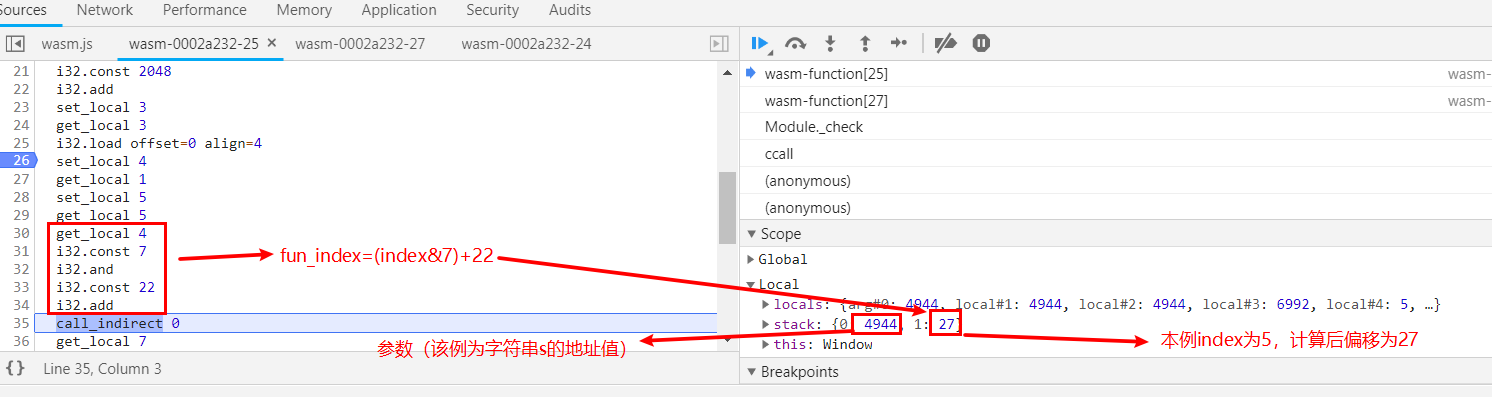 Sources Network Performance Memory Application Security Audits
wasm.js wasm-0002a232-25 × wasm-0002a232-27 wasm-0002a232-24
21 i32.const 2048
22 i32.add
23 set_local 3
24 get_local 3
25 i32.load offset=0 align=4
26 set_local 4
27 get_local 1
28 set_local 5
29 get_local 5
30 get_local 4
31 i32.const 7
32 i32.and
33 i32.const 22
34 i32.add
35 call_indirect 0
36 get_local 7
{} Line 35, Column 3
fun_index=(index&7)+22
参数（该例为字符串s的地址值）
wasm-function[25] wasm-
wasm-function[27] wasm-
Module._check
ccall
(anonymous)
(anonymous)
Scope
Global
Local
locals: {arg#0: 4944, local#1: 4944, local#2: 4944, local#3: 6992, local#4: 5, …}
stack: {0: 4944, 1: 27}
this: Window
本例index为5，计算后偏移为27
Breakpoints